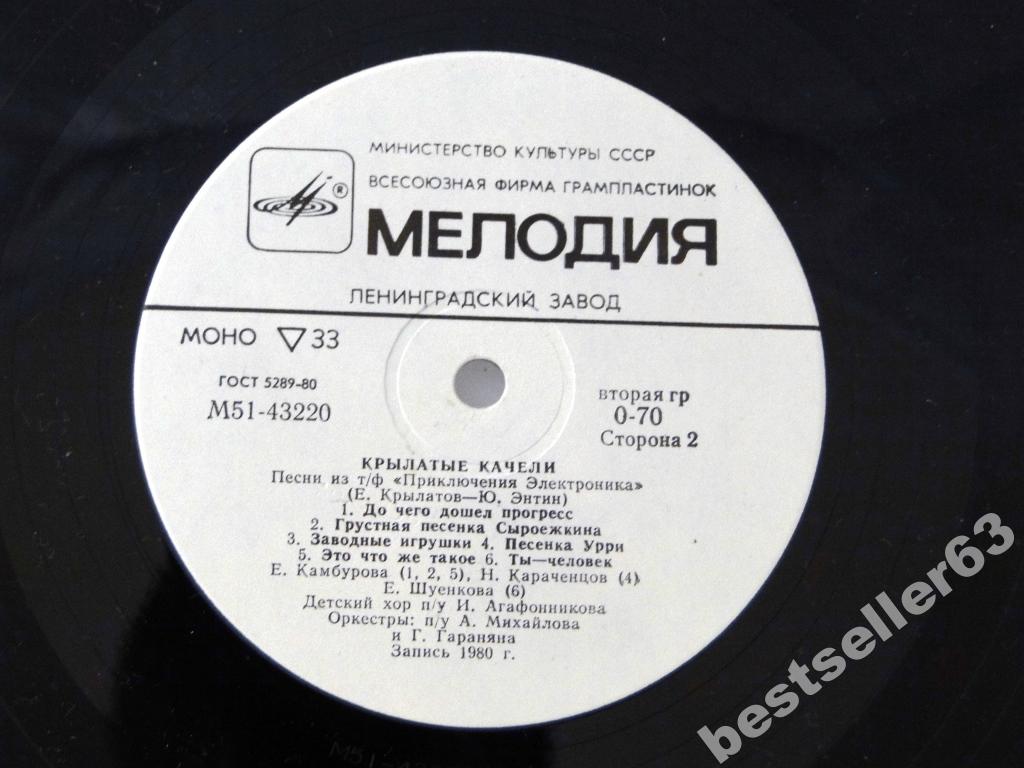 МИНИСТЕРСТВО КУЛЬТУРЫ СССР
ВСЕСОЮЗНАЯ ФИРМА ГРАМПЛАСТИНОК
®
МЕЛОДИЯ
ЛЕНИНГРАДСКИЙ ЗАВОД
МОНО ▽ 33
ГОСТ 5289-80
М51-43220
вторая гр
0-70
Сторона 2
КРЫЛАТЫЕ КАЧЕЛИ
Песни из т/ф «Приключения Электроника»
(Е. Крылатов—Ю. Энтин)
1. До чего дошел прогресс
2. Грустная песенка Сыроежкина
3. Заводные игрушки 4. Песенка Урри
5. Это что же такое 6. Ты—человек
Е. Камбурова (1, 2, 5), Н. Караченцов (4)
Е. Шуенкова (6)
Детский хор п/у И. Агафонникова
Оркестры: п/у А. Михайлова
и Г. Гараняна
Запись 1980 г.
bestseller63